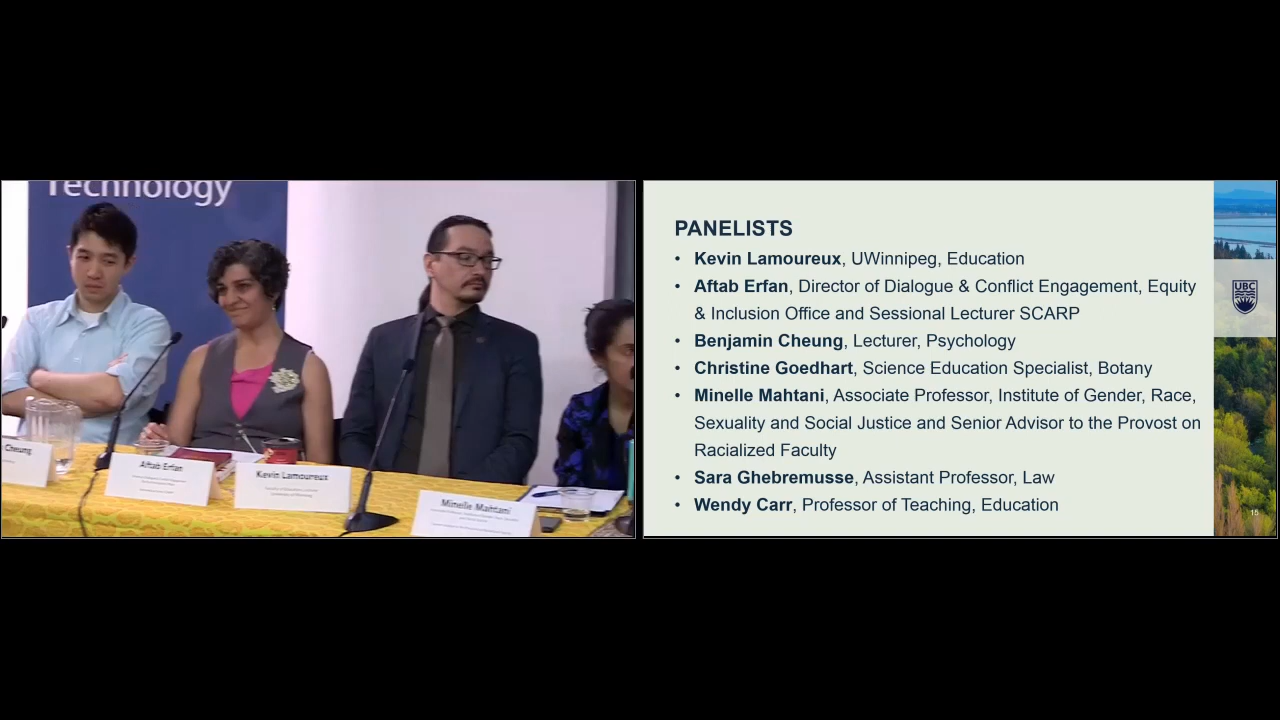 Technology
Cheung
Aftab Erfan
Kevin Lamoureux
Minelle Mahtani
PANELISTS
• Kevin Lamoureux, UWinnipeg, Education
• Aftab Erfan, Director of Dialogue & Conflict Engagement, Equity
& Inclusion Office and Sessional Lecturer SCARP
• Benjamin Cheung, Lecturer, Psychology
• Christine Goedhart, Science Education Specialist, Botany
• Minelle Mahtani, Associate Professor, Institute of Gender, Race,
Sexuality and Social Justice and Senior Advisor to the Provost on
Racialized Faculty
• Sara Ghebremusse, Assistant Professor, Law
• Wendy Carr, Professor of Teaching, Education
UBC
15